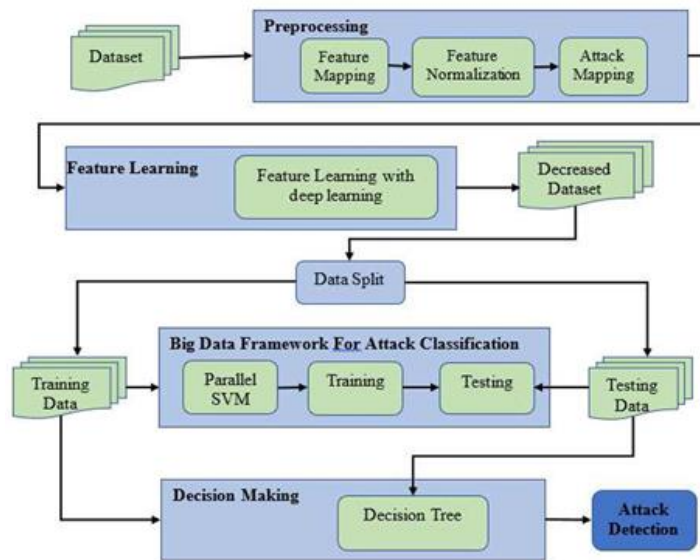 Preprocessing
Dataset
Feature
Mapping
Feature
Normalization
Attack
Mapping
Feature Learning
Feature Learning with
deep learning
Decreased
Dataset
Data Split
Big Data Framework For Attack Classification
Training
Data
Parallel
SVM
Training
Testing
Testing
Data
Decision Making
Decision Tree
Attack
Detection